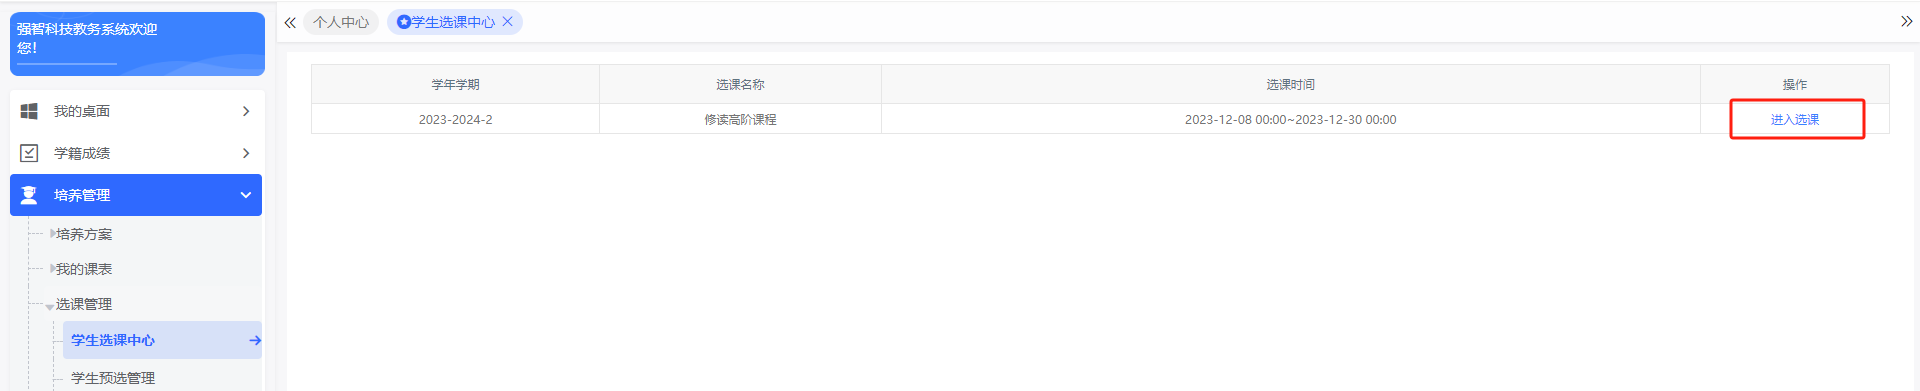 强智科技教务系统欢迎
您!
我的桌面
学籍成绩
培养管理
培养方案
我的课表
选课管理
学生选课中心
学生预选管理
个人中心
学生选课中心
学年学期 选课名称 选课时间 操作
2023-2024-2 修读高阶课程 2023-12-08 00:00~2023-12-30 00:00 进入选课